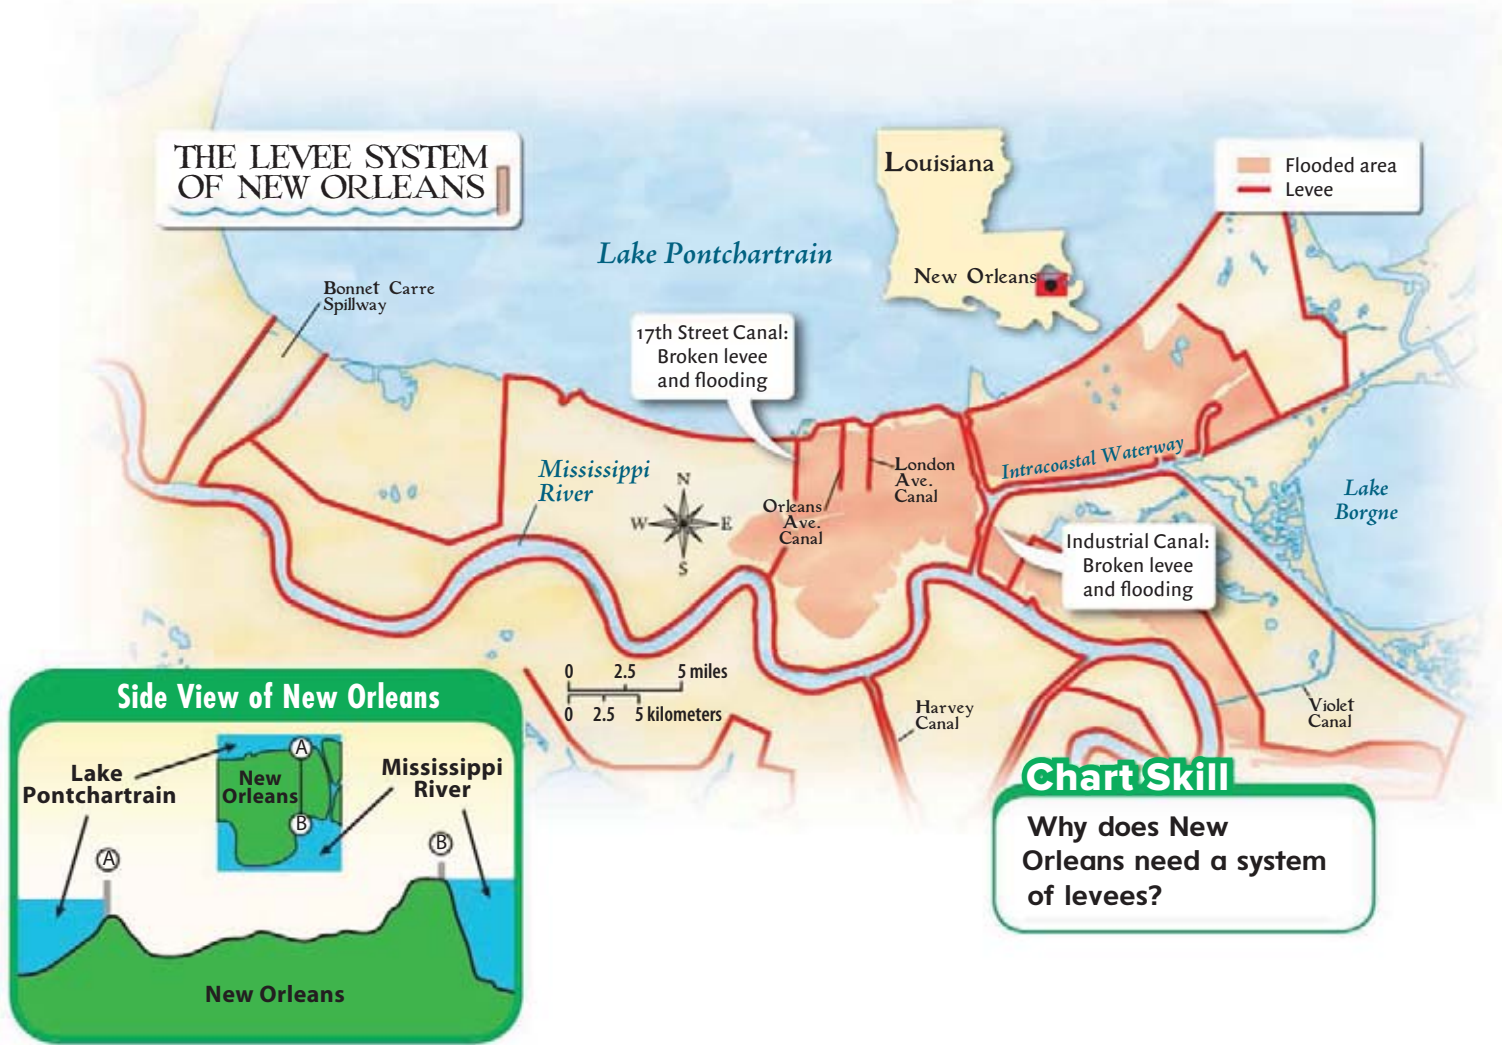 THE LEVEE SYSTEM
OF NEW ORLEANS
Louisiana
New Orleans
Flooded area
Levee
Lake Pontchartrain
Bonnet Carre
Spillway
17th Street Canal:
Broken levee
and flooding
Mississippi
River
N
W
E
S
Orleans
Ave.
Canal
London
Ave.
Canal
Intracoastal Waterway
Lake
Borgne
Industrial Canal:
Broken levee
and flooding
0 2.5 5 miles
0 2.5 5 kilometers
Harvey
Canal
Violet
Canal
Side View of New Orleans
Lake
Pontchartrain
New
Orleans
A
B
Mississippi
River
A
B
New Orleans
Chart Skill
Why does New
Orleans need a system
of levees?